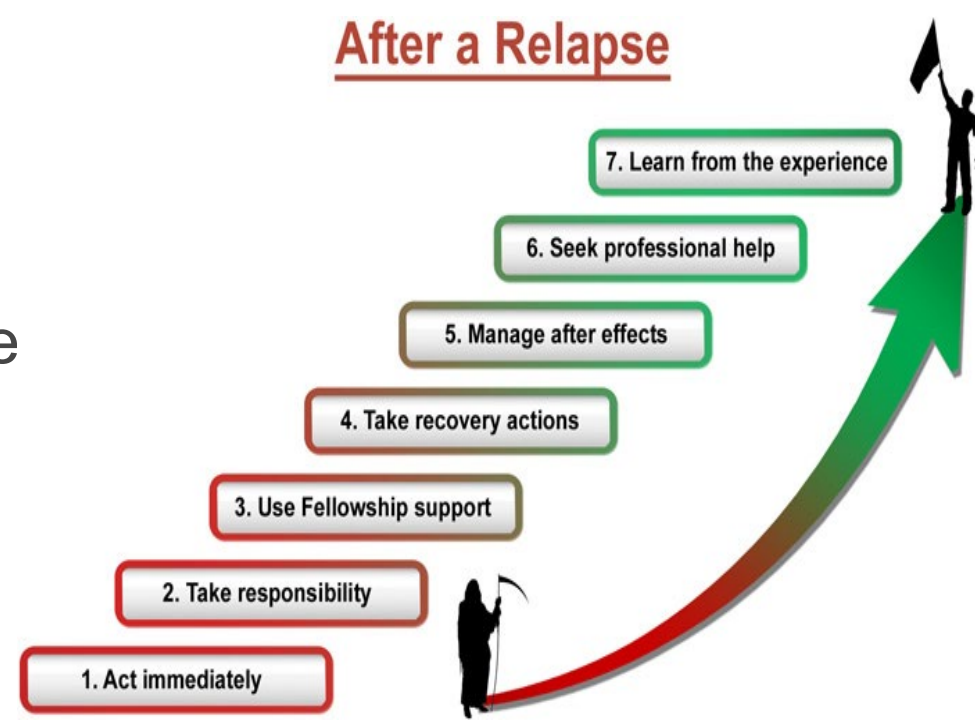 After a Relapse
7. Learn from the experience
6. Seek professional help
e
5. Manage after effects
4. Take recovery actions
3. Use Fellowship support
2. Take responsibility
1. Act immediately